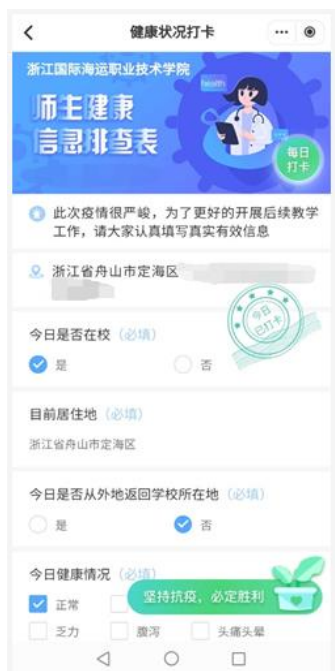 健康状况打卡
浙江国际海运职业技术学院
health
师生健康
信息排查表
每日
打卡
此次疫情很严峻，为了更好的开展后续教学
工作，请大家认真填写真实有效信息
浙江省舟山市定海区
今日
已打卡
今日是否在校（必填）
是
否
目前居住地（必填）
浙江省舟山市定海区
今日是否从外地返回学校所在地（必填）
是
否
今日健康情况（必填）
坚持抗疫，必定胜利
正常
乏力
腹泻
头痛头晕